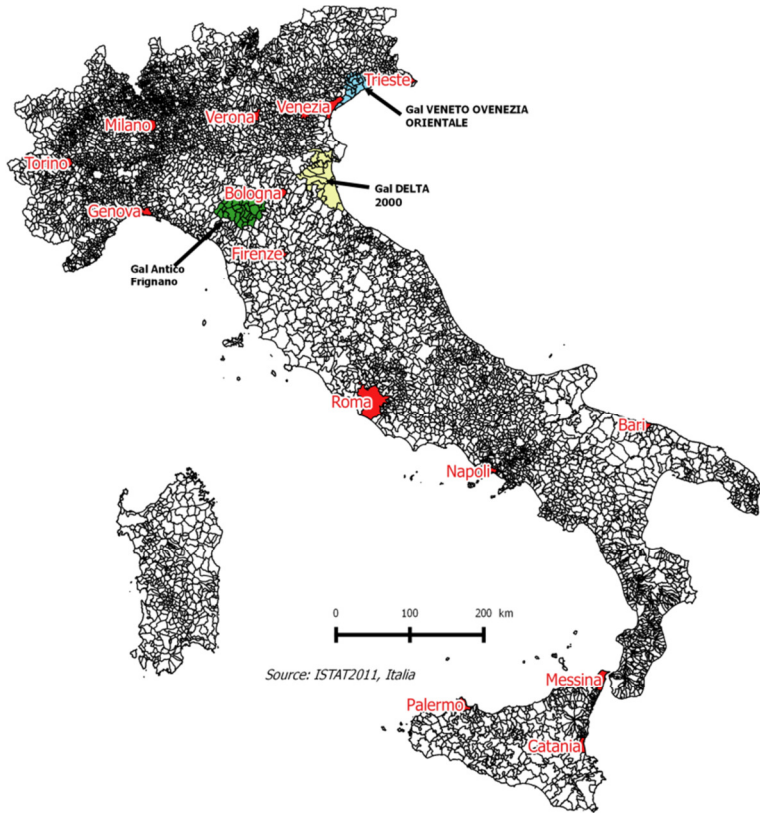 Trieste
Gal VENETO OVENEZIA
ORIENTALE
Venezia
Verona
Milano
Torino
Gal DELTA
2000
Bologna
Genova
Firenze
Gal Antico
Frignano
Roma
Bari
Napoli
0 100 200 km
Source: ISTAT2011, Italia
Messina
Palermo
Catania